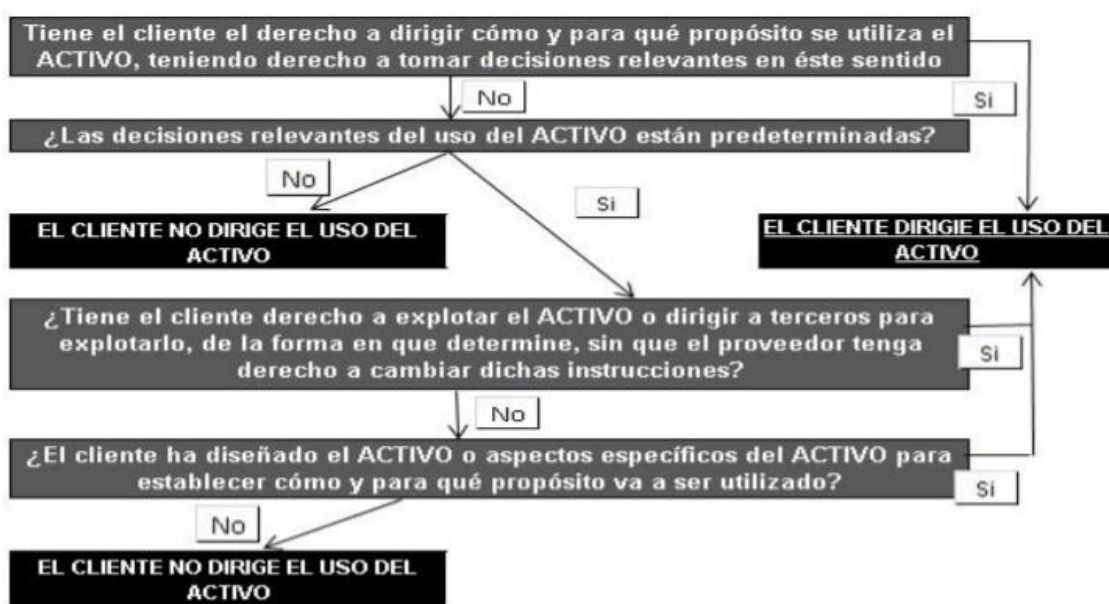 Tiene el cliente el derecho a dirigir cómo y para qué propósito se utiliza el
ACTIVO, teniendo derecho a tomar decisiones relevantes en éste sentido
No
Si
¿Las decisiones relevantes del uso del ACTIVO están predeterminadas?
No
Si
EL CLIENTE NO DIRIGE EL USO DEL
ACTIVO
EL CLIENTE DIRIGIE EL USO DEL
ACTIVO
¿Tiene el cliente derecho a explotar el ACTIVO o dirigir a terceros para
explotarlo, de la forma en que determine, sin que el proveedor tenga
derecho a cambiar dichas instrucciones?
Si
No
¿El cliente ha diseñado el ACTIVO o aspectos específicos del ACTIVO para
establecer cómo y para qué propósito va a ser utilizado?
Si
No
EL CLIENTE NO DIRIGE EL USO DEL
ACTIVO